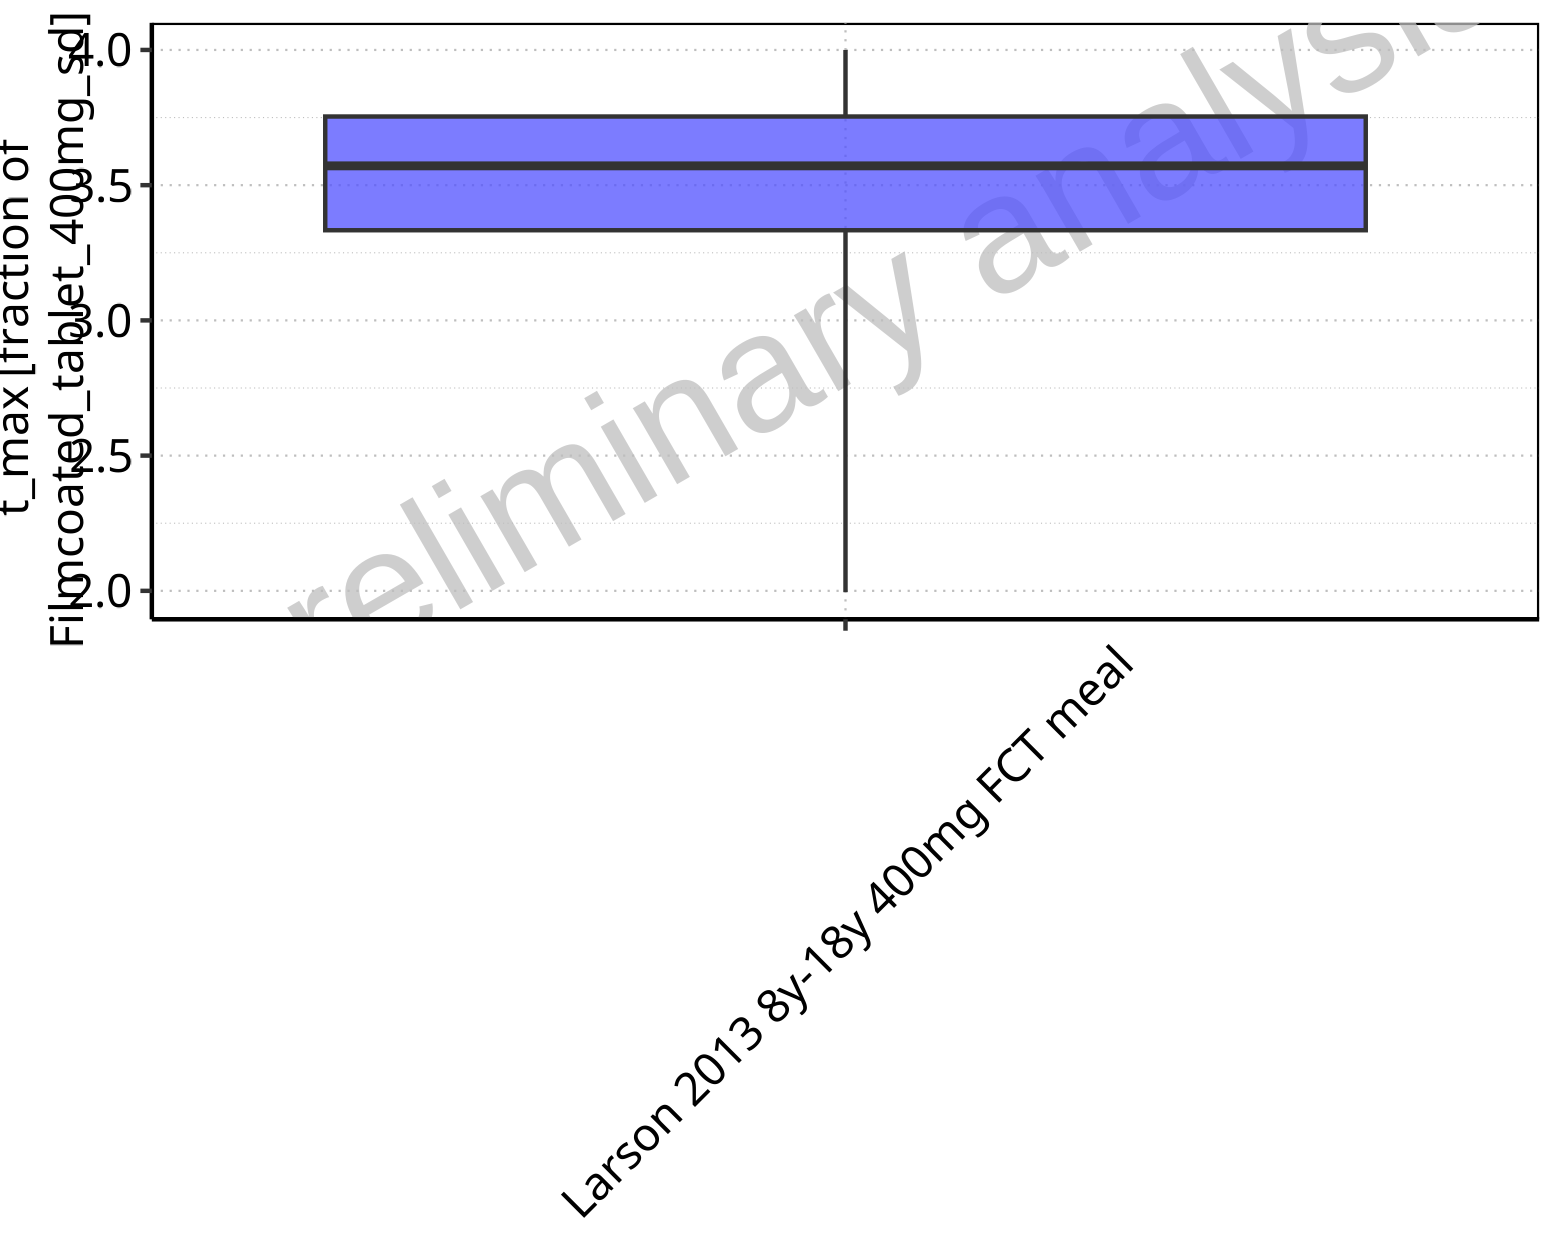 t_max [fraction of
Filmcoated_tablet_400mg_sd]
4.0
3.5
3.0
2.5
2.0
reliminary analysis
Larson 2013 8y-18y 400mg FCT meal